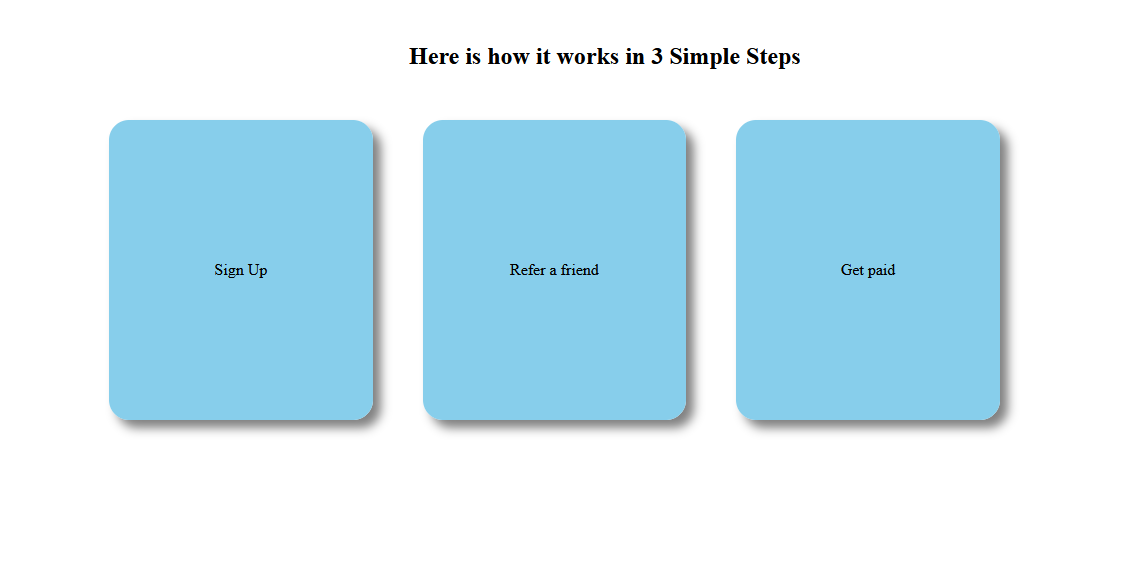 Here is how it works in 3 Simple Steps
Sign Up
Refer a friend
Get paid